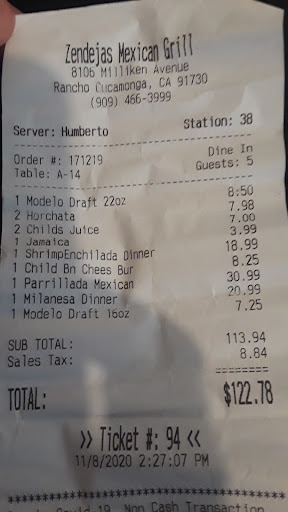 Zendejas Mexican Grill
8106 Milliken Avenue
Rancho Cucamonga, CA 91730
(909) 466-3999
Server: Humberto Station: 38
Order #: 171219 Dine In
Table: A-14 Guests: 5
1 Modelo Draft 22oz 8:50
2 Horchata 7.98
2 Childs Juice 7.00
1 Jamaica 3.99
1 ShrimpEnchilada Dinner 18.99
1 Child Bn Chees Bur 8.25
1 Parrillada Mexican 30.99
1 Milanesa Dinner 20.99
1 Modelo Draft 16oz 7.25
SUB TOTAL: 113.94
Sales Tax: 8.84
========
TOTAL: $122.78
>> Ticket #: 94 <<
11/8/2020 2:27:07 PM
Covid 19 Non Cash Transaction